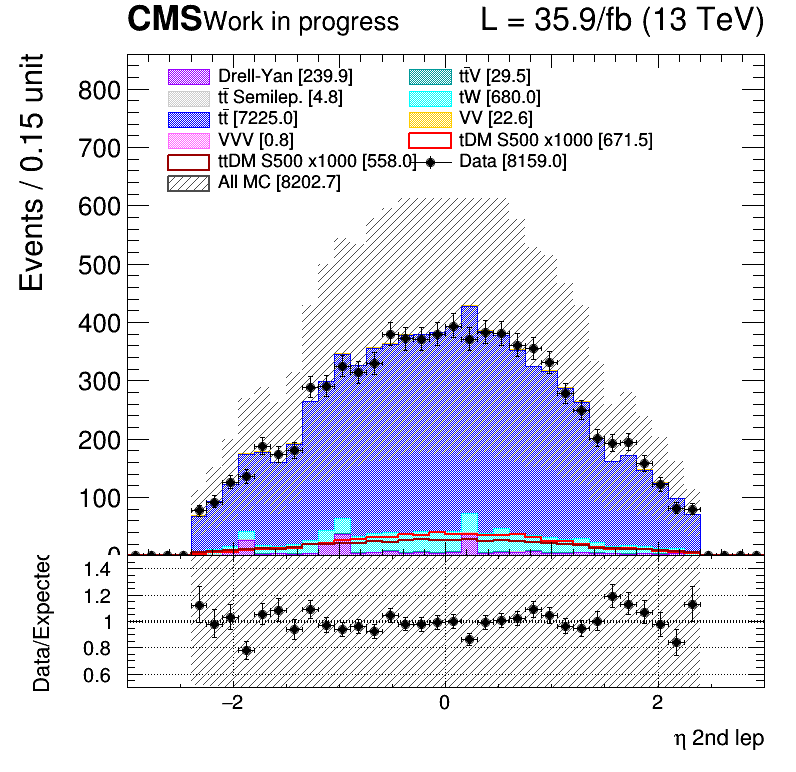 CMS Work in progress L = 35.9/fb (13 TeV)
Events / 0.15 unit
800
700
600
500
400
300
200
100
0
Drell-Yan [239.9]
tt̄ Semilep. [4.8]
tt̄ [7225.0]
VVV [0.8]
ttDM S500 x1000 [558.0]
All MC [8202.7]
tt̄V [29.5]
tW [680.0]
VV [22.6]
tDM S500 x1000 [671.5]
Data [8159.0]
Data/Expected
1.4
1.2
1
0.8
0.6
−2 0 2
η 2nd lep